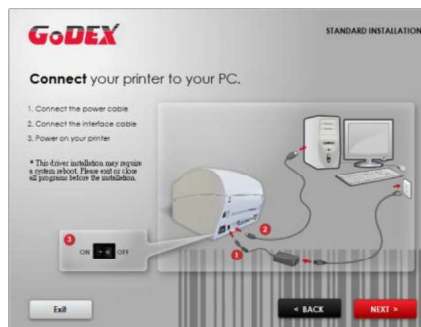 GoDEX
STANDARD INSTALLATION
Connect your printer to your PC.
1. Connect the power cable
2. Connect the interface cable
3. Power on your printer
* This driver installation may require
a system reboot. Please exit or close
all programs before the installation.
3
ON OFF
2
1
Exit
< BACK
NEXT >